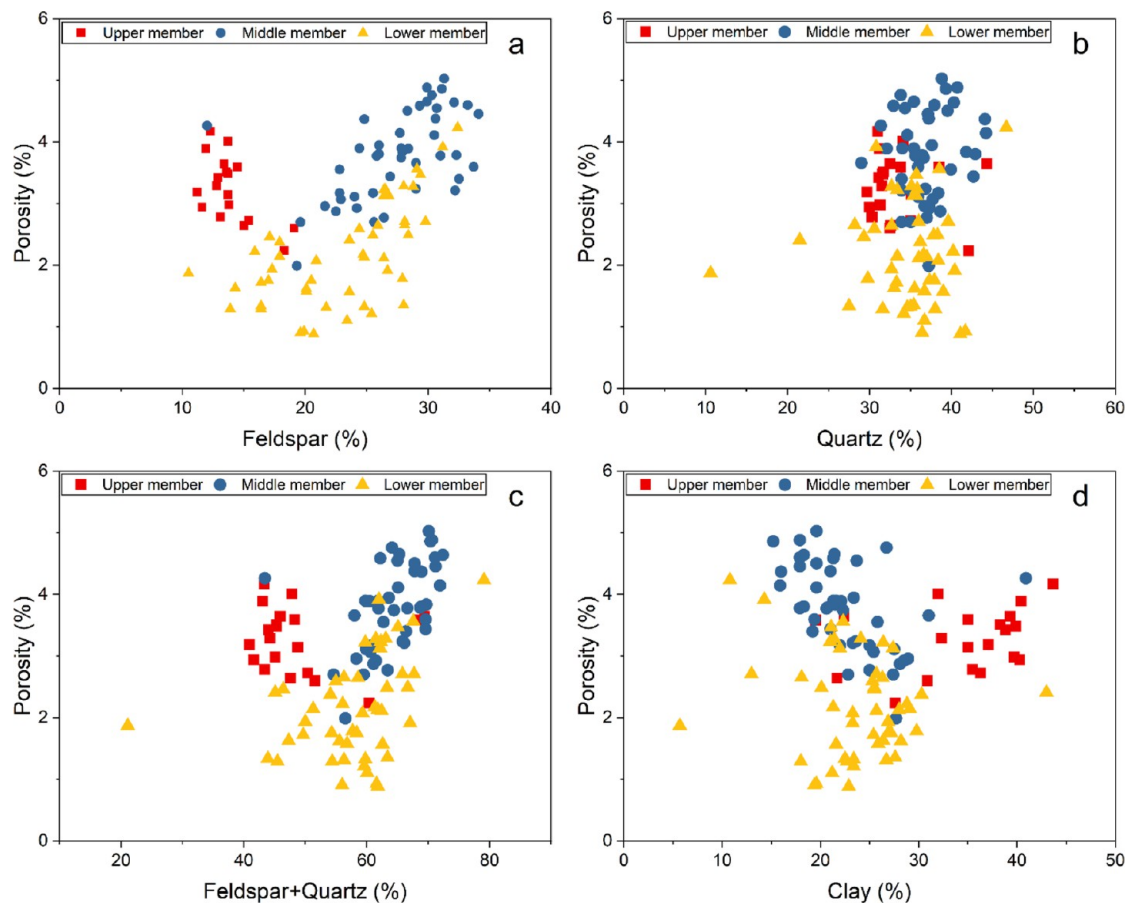 6
Upper member Middle member Lower member
a
4
Porosity (%)
2
0
0 10 20 30 40
Feldspar (%)
6
Upper member Middle member Lower member
b
4
Porosity (%)
2
0
0 10 20 30 40 50 60
Quartz (%)
6
Upper member Middle member Lower member
c
4
Porosity (%)
2
0
20 40 60 80
Feldspar+Quartz (%)
6
Upper member Middle member Lower member
d
4
Porosity (%)
2
0
0 10 20 30 40 50
Clay (%)